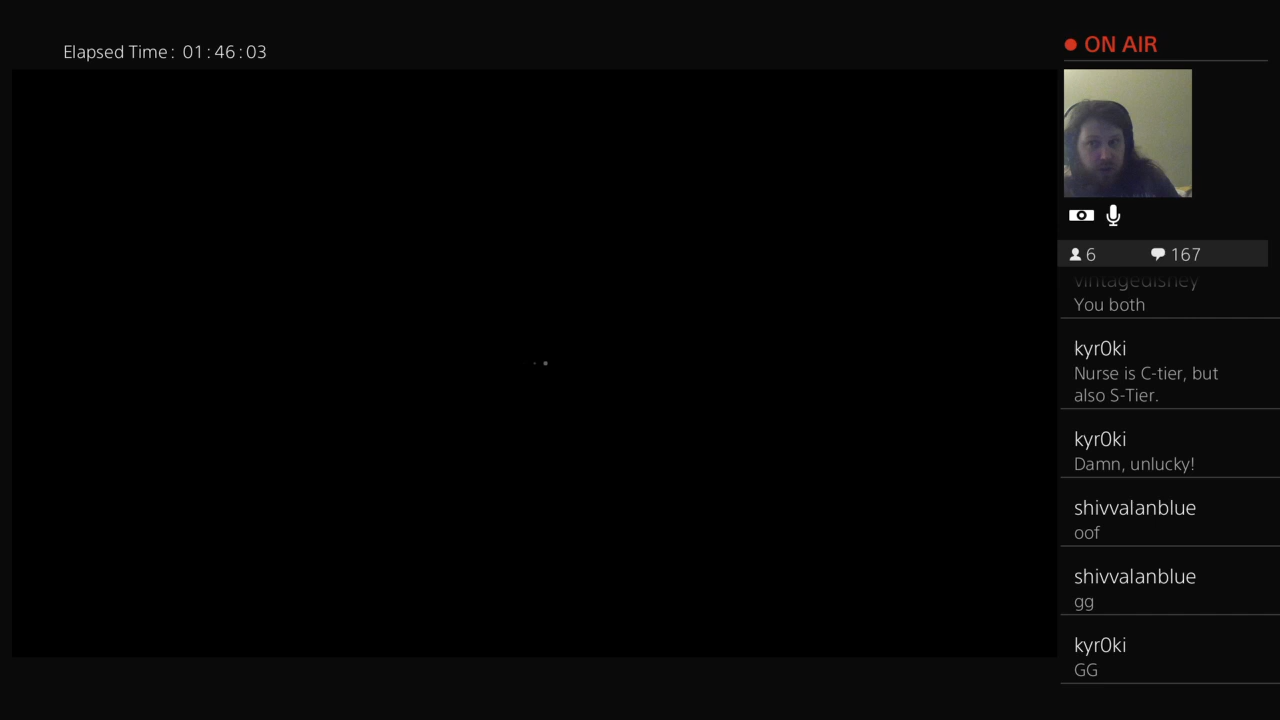 Elapsed Time: 01:46:03
ON AIR
6 167
vintagedisney
You both
kyr0ki
Nurse is C-tier, but
also S-Tier.
kyr0ki
Damn, unlucky!
shivvalanblue
oof
shivvalanblue
gg
kyr0ki
GG